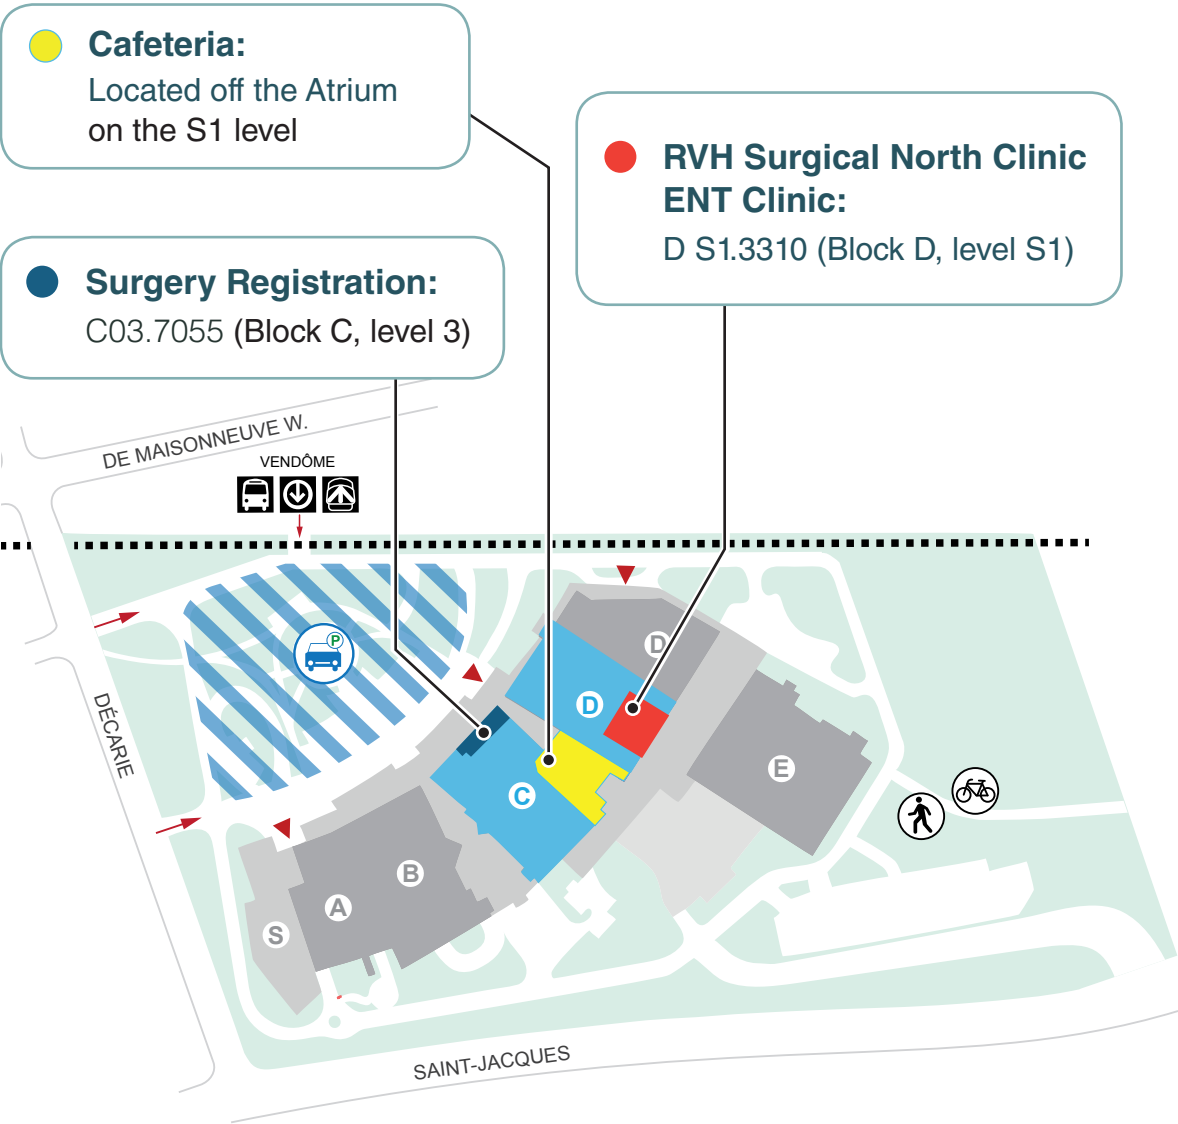 Cafeteria:
Located off the Atrium
on the S1 level
RVH Surgical North Clinic
ENT Clinic:
D S1.3310 (Block D, level S1)
Surgery Registration:
C03.7055 (Block C, level 3)
DE MAISONNEUVE W.
VENDÔME
P
DÉCARIE
D
D
E
C
B
A
S
SAINT-JACQUES